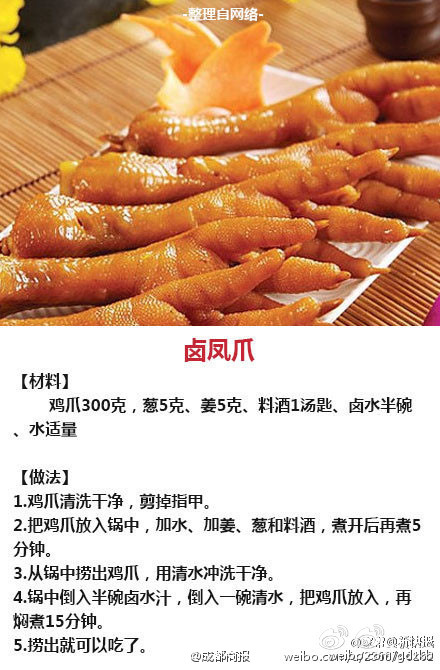 -整理自网络-
卤凤爪
【材料】
鸡爪300克，葱5克、姜5克、料酒1汤匙、卤水半碗
、水适量
【做法】
1.鸡爪清洗干净，剪掉指甲。
2.把鸡爪放入锅中，加水、加姜、葱和料酒，煮开后再煮5
分钟。
3.从锅中捞出鸡爪，用清水冲洗干净。
4.锅中倒入半碗卤水汁，倒入一碗清水，把鸡爪放入，再
焖煮15分钟。
5.捞出就可以吃了。
@成都商报